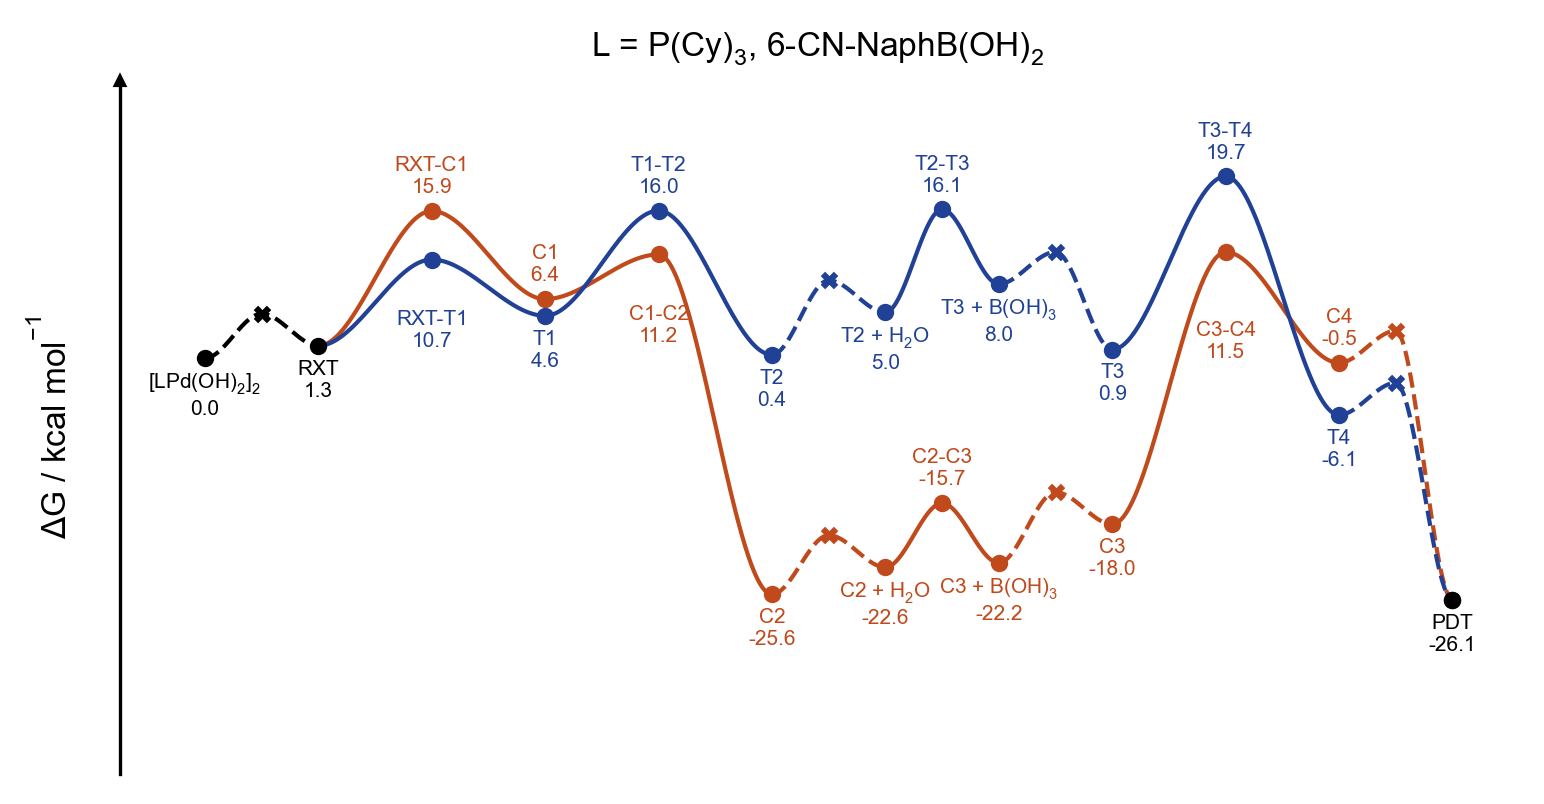 L = P(Cy)₃, 6-CN-NaphB(OH)₂
ΔG / kcal mol⁻¹
[LPd(OH)₂]₂
0.0
RXT
1.3
RXT-C1
15.9
RXT-T1
10.7
C1
6.4
T1
4.6
T1-T2
16.0
C1-C2
11.2
T2
0.4
C2
-25.6
T2 + H₂O
5.0
C2 + H₂O
-22.6
T2-T3
16.1
C2-C3
-15.7
T3 + B(OH)₃
8.0
C3 + B(OH)₃
-22.2
T3
0.9
C3
-18.0
T3-T4
19.7
C3-C4
11.5
C4
-0.5
T4
-6.1
PDT
-26.1